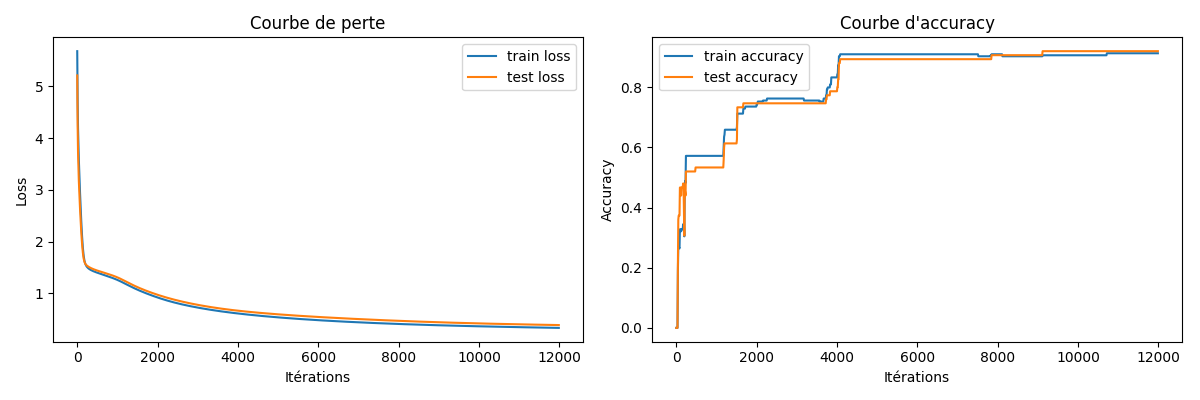 Courbe de perte
train loss
test loss
Loss
5
4
3
2
1
0
2000
4000
6000
8000
10000
12000
Itérations
Courbe d'accuracy
train accuracy
test accuracy
Accuracy
0.8
0.6
0.4
0.2
0.0
0
2000
4000
6000
8000
10000
12000
Itérations